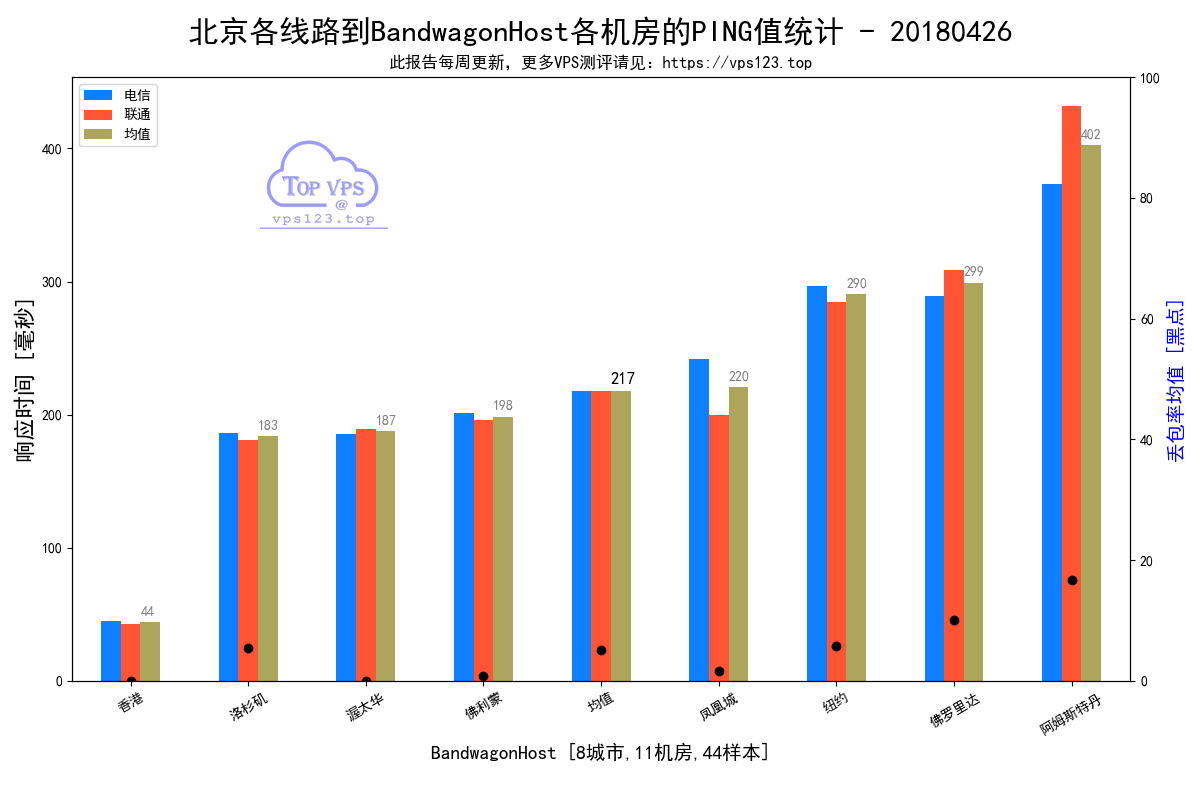 北京各线路到BandwagonHost各机房的PING值统计 - 20180426
此报告每周更新，更多VPS测评请见：https://vps123.top
电信
联通
均值
TOP VPS
@
vps123.top
响应时间 [毫秒]
丢包率均值 [黑点]
400
300
200
100
0
100
80
60
40
20
0
44
183
187
198
217
220
290
299
402
香港
洛杉矶
渥太华
佛利蒙
均值
凤凰城
纽约
佛罗里达
阿姆斯特丹
BandwagonHost [8城市,11机房,44样本]